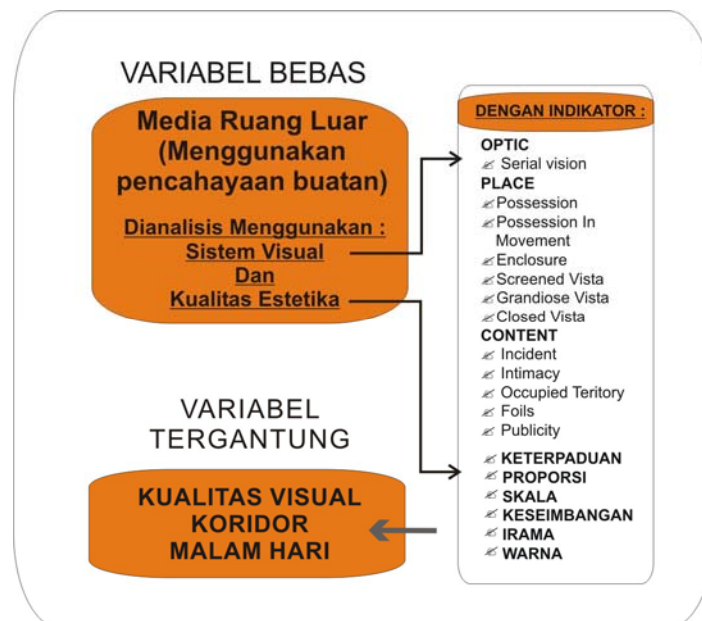 VARIABEL BEBAS
Media Ruang Luar
(Menggunakan
pencahayaan buatan)
Dianalisis Menggunakan :
Sistem Visual
Dan
Kualitas Estetika
VARIABEL
TERGANTUNG
KUALITAS VISUAL
KORIDOR
MALAM HARI
DENGAN INDIKATOR :
OPTIC
Serial vision
PLACE
Possession
Possession In
Movement
Enclosure
Screened Vista
Grandiose Vista
Closed Vista
CONTENT
Incident
Intimacy
Occupied Teritory
Foils
Publicity
KETERPADUAN
PROPORSI
SKALA
KESEIMBANGAN
IRAMA
WARNA